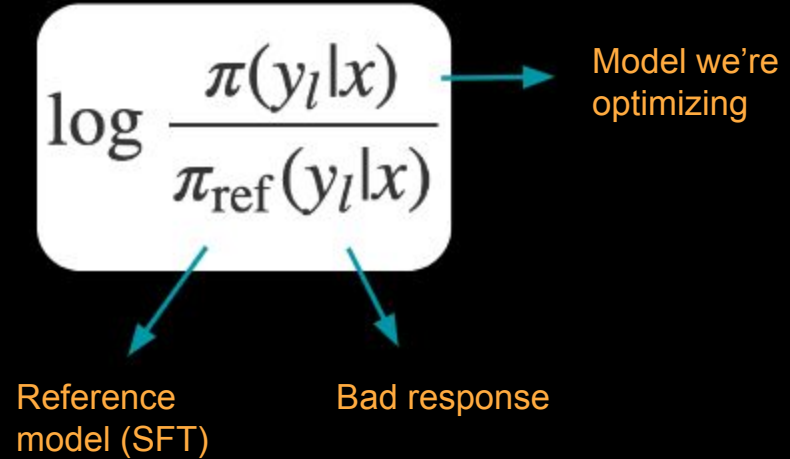 log π(y_l|x)
π_ref(y_l|x)
Model we’re
optimizing
Reference
model (SFT)
Bad response